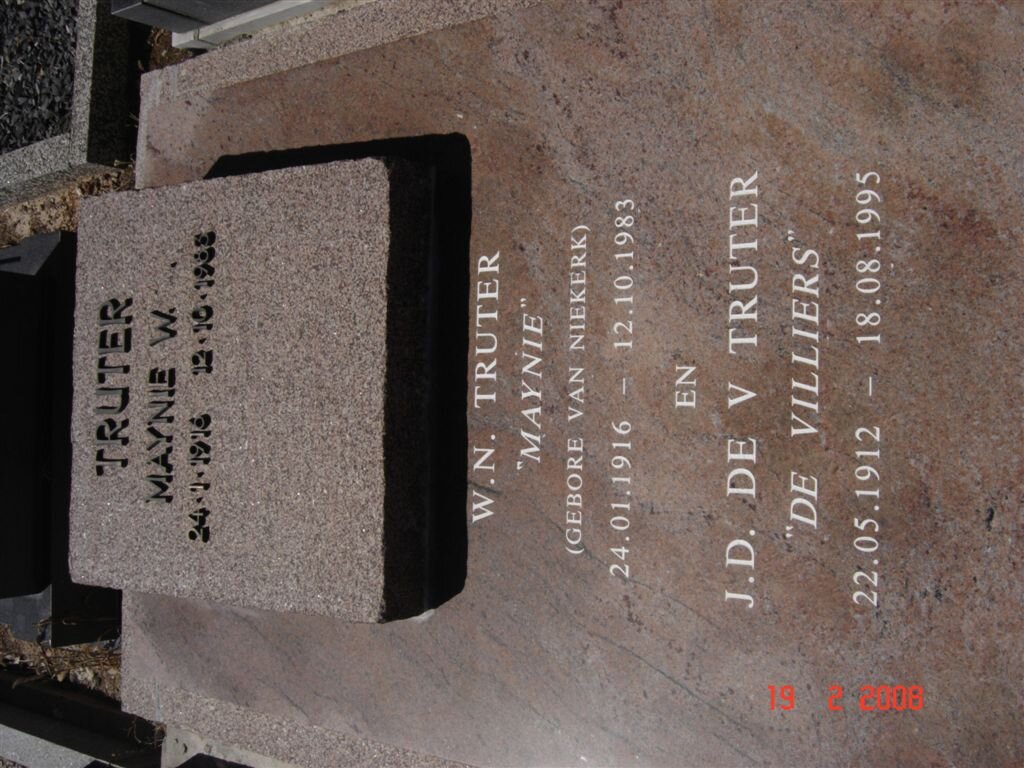 TRUTER
MAYNIE W.
24·1·1916 12·10·1983
W.N. TRUTER
"MAYNIE"
(GEBORE VAN NIEKERK)
24.01.1916 – 12.10.1983
EN
J.D. DE V TRUTER
"DE VILLIERS"
22.05.1912 – 18.08.1995
19 2 2008